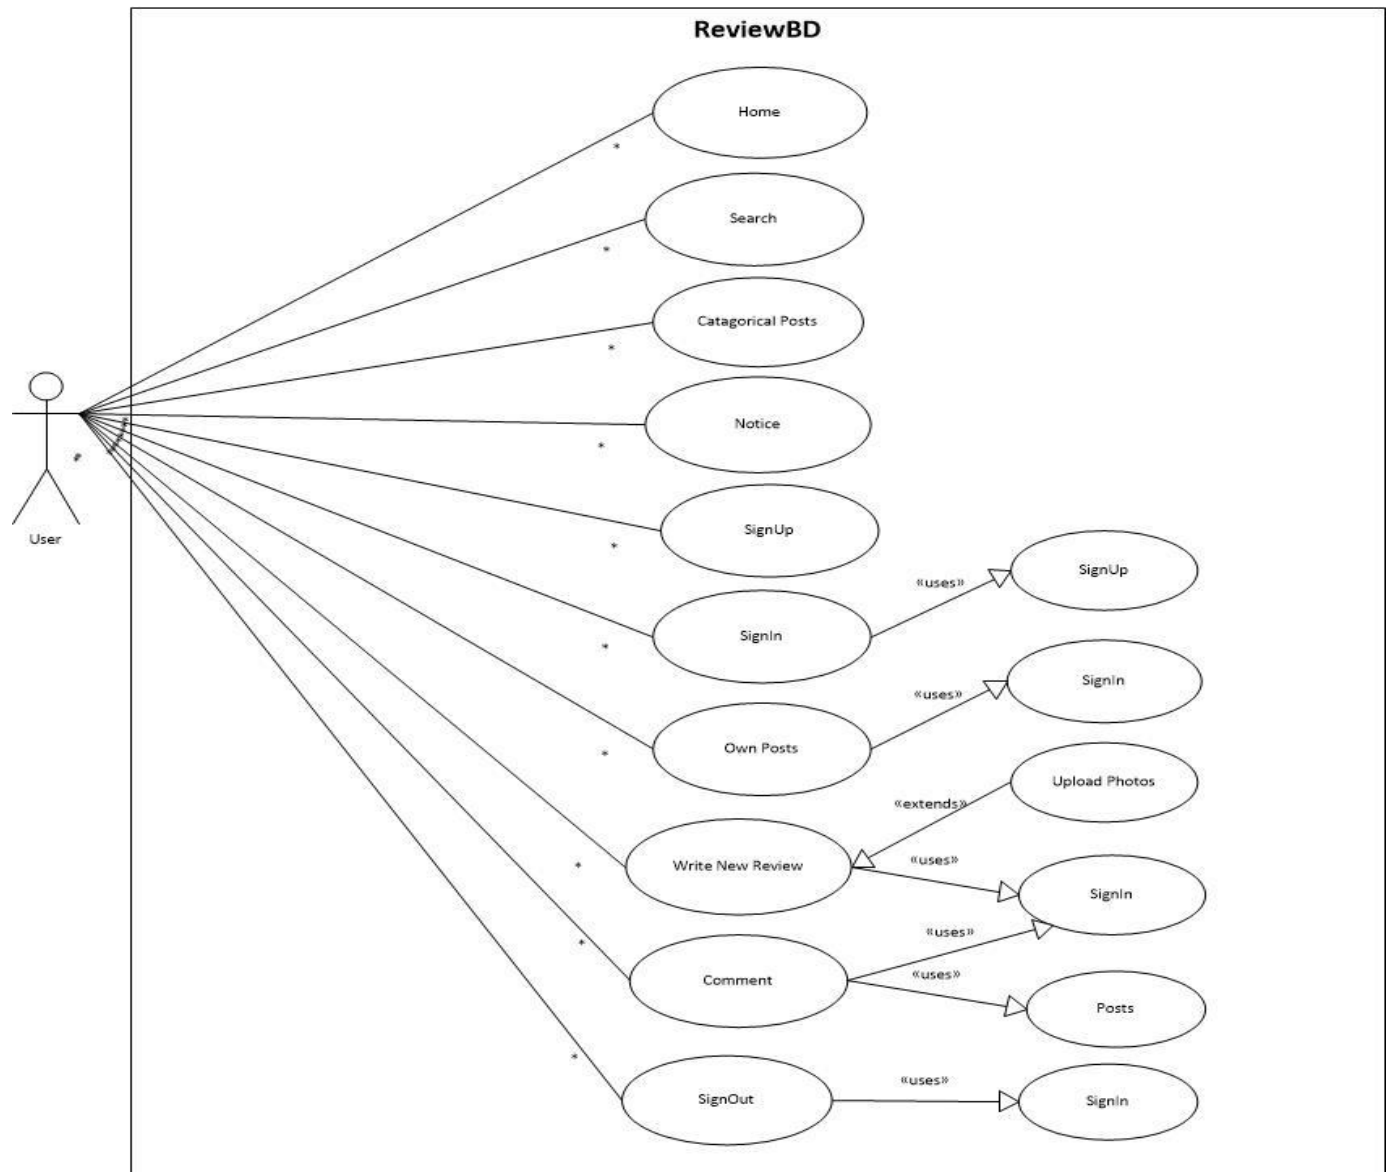 ReviewBD
Home
*
Search
*
Catagorical Posts
*
Notice
*
User
SignUp
*
SignIn
*
«uses»
SignUp
Own Posts
*
«uses»
SignIn
Upload Photos
«extends»
Write New Review
*
«uses»
SignIn
Comment
*
«uses»
«uses»
Posts
SignOut
*
«uses»
SignIn